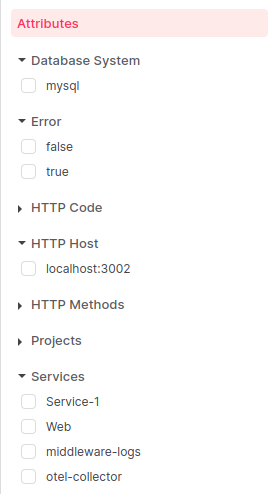 Attributes
Database System
mysql
Error
false
true
HTTP Code
HTTP Host
localhost:3002
HTTP Methods
Projects
Services
Service-1
Web
middleware-logs
otel-collector